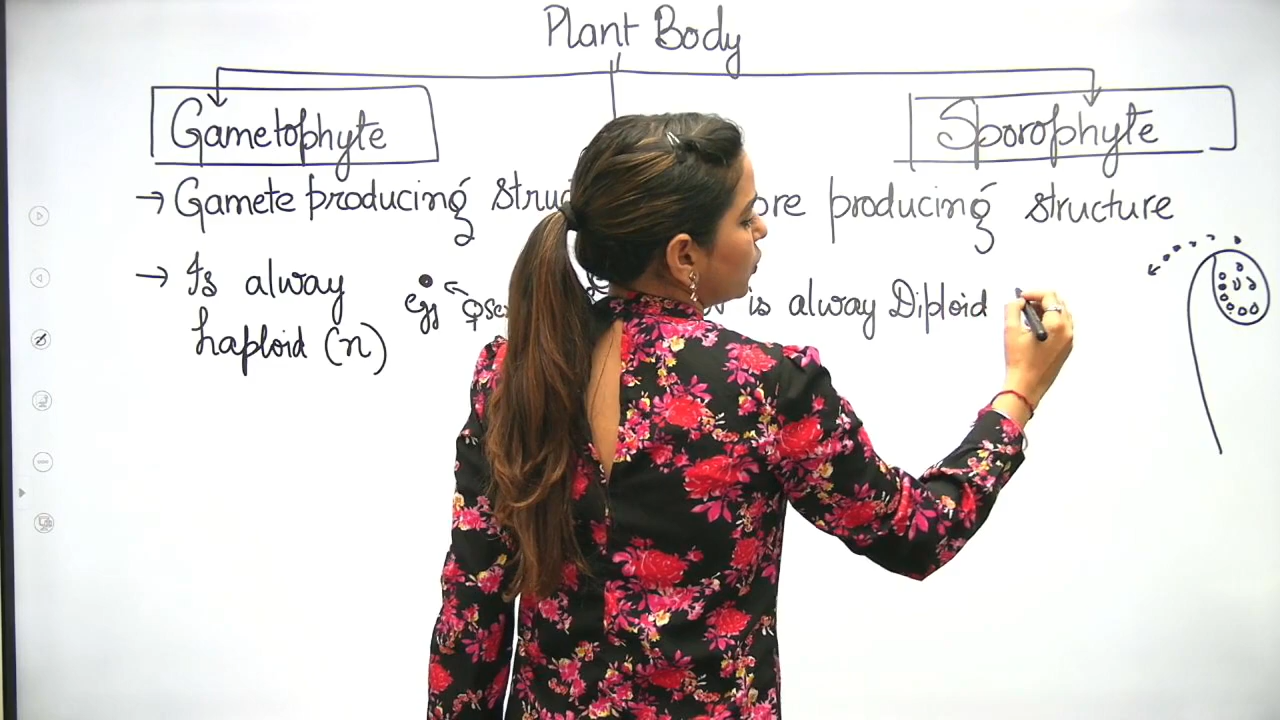 Plant Body
Gametophyte
Sporophyte
→ Gamete producing
producing structure
→ Is alway
haploid (n)
egg
is alway Diploid